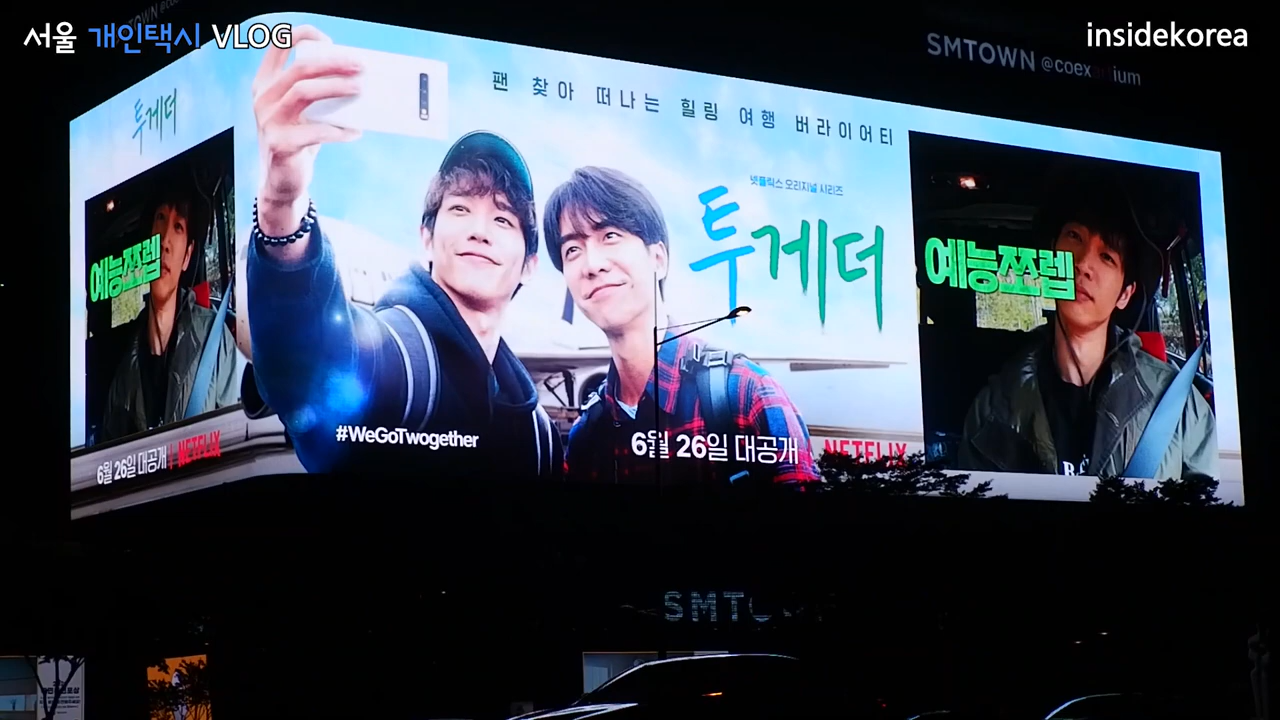 서울 개인택시 VLOG
insidekorea
SMTOWN @coexartium
투게더
팬 찾아 떠나는 힐링 여행 버라이어티
넷플릭스 오리지널 시리즈
투게더
예능쪼렙
예능쪼렙
#WeGoTwogether
6월 26일 대공개 | NETFLIX
6월 26일 대공개 | NETFLIX
SMTO